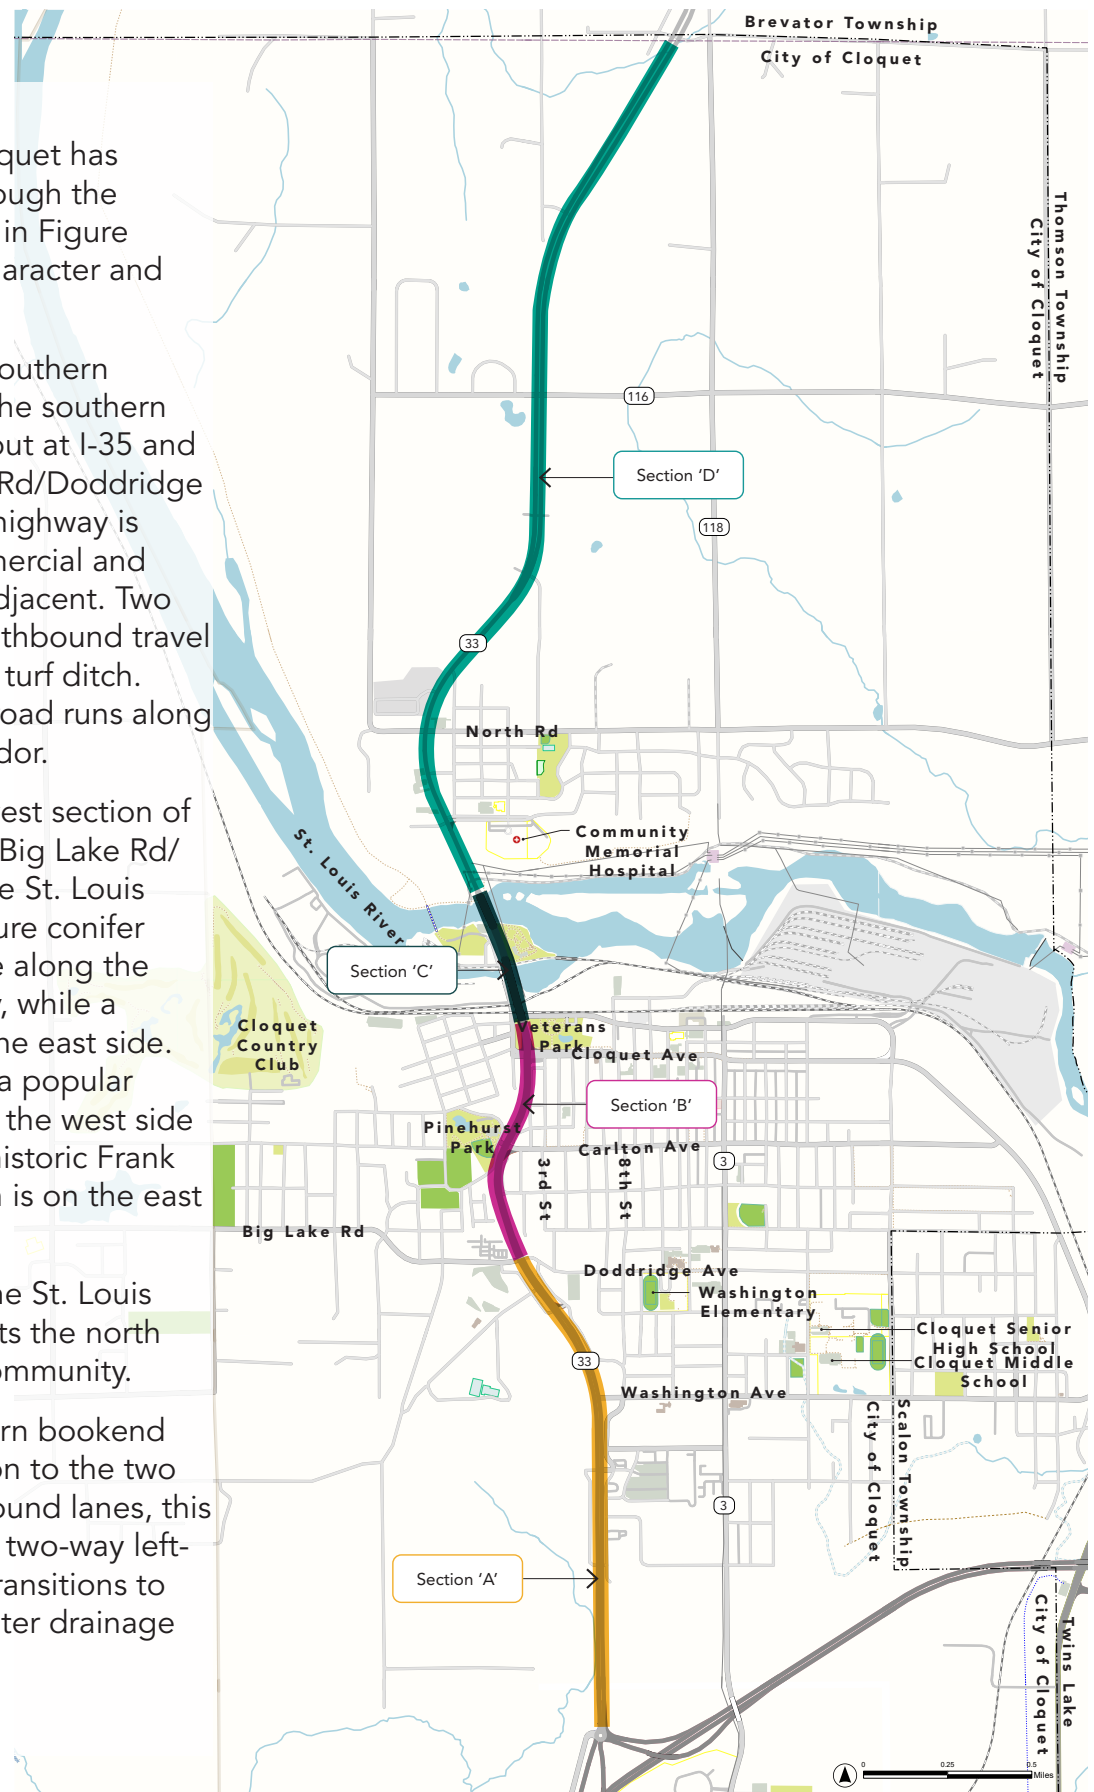 quet has
ough the
in Figure
aracter and
outhern
he southern
out at I-35 and
Rd/Doddridge
highway is
mercial and
djacent. Two
thbound travel
turf ditch.
oad runs along
dor.
est section of
Big Lake Rd/
e St. Louis
ure conifer
e along the
y, while a
he east side.
a popular
the west side
historic Frank
n is on the east
he St. Louis
ts the north
ommunity.
rn bookend
on to the two
ound lanes, this
two-way left-
ransitions to
ter drainage
Brevator Township
City of Cloquet
Thomson Township
City of Cloquet
116
Section 'D'
118
33
North Rd
Community
Memorial
Hospital
St. Louis River
Section 'C'
Cloquet
Country
Club
Veterans
Park
Cloquet Ave
Section 'B'
Pinehurst
Park
Carlton Ave
3
3rd St
8th St
Big Lake Rd
Doddridge Ave
Washington
Elementary
Cloquet Senior
High School
Cloquet Middle
School
33
Washington Ave
Scalon Township
City of Cloquet
3
Section 'A'
Twins Lake
City of Cloquet
0 0.25 0.5
Miles